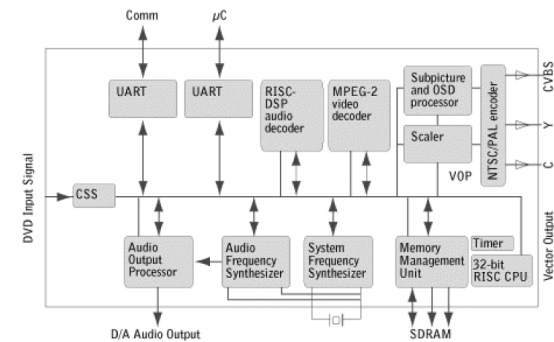 Comm
µC
UART
UART
RISC-
DSP
audio
decoder
MPEG-2
video
decoder
Subpicture
and OSD
processor
Scaler
VOP
NTSC/PAL encoder
CVBS
Y
C
DVD Input Signal
CSS
Vector Output
Audio
Output
Processor
Audio
Frequency
Synthesizer
System
Frequency
Synthesizer
Memory
Management
Unit
Timer
32-bit
RISC CPU
D/A Audio Output
SDRAM